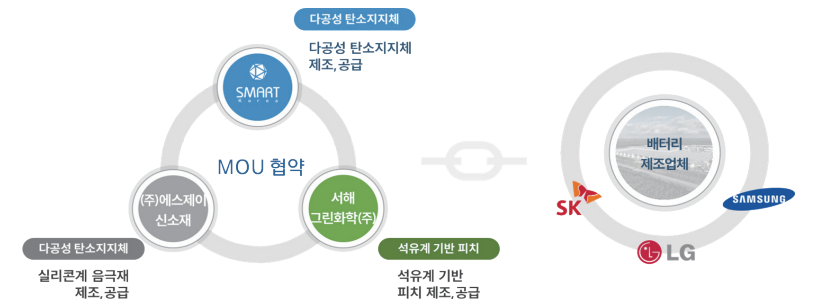 다공성 탄소지지체
다공성 탄소지지체
제조,공급
SMART
Korea
MOU 협약
(주)에스제이
신소재
서해
그린화학(주)
다공성 탄소지지체
실리콘계 음극재
제조,공급
석유계 기반 피치
석유계 기반
피치 제조,공급
배터리
제조업체
SK
SAMSUNG
LG